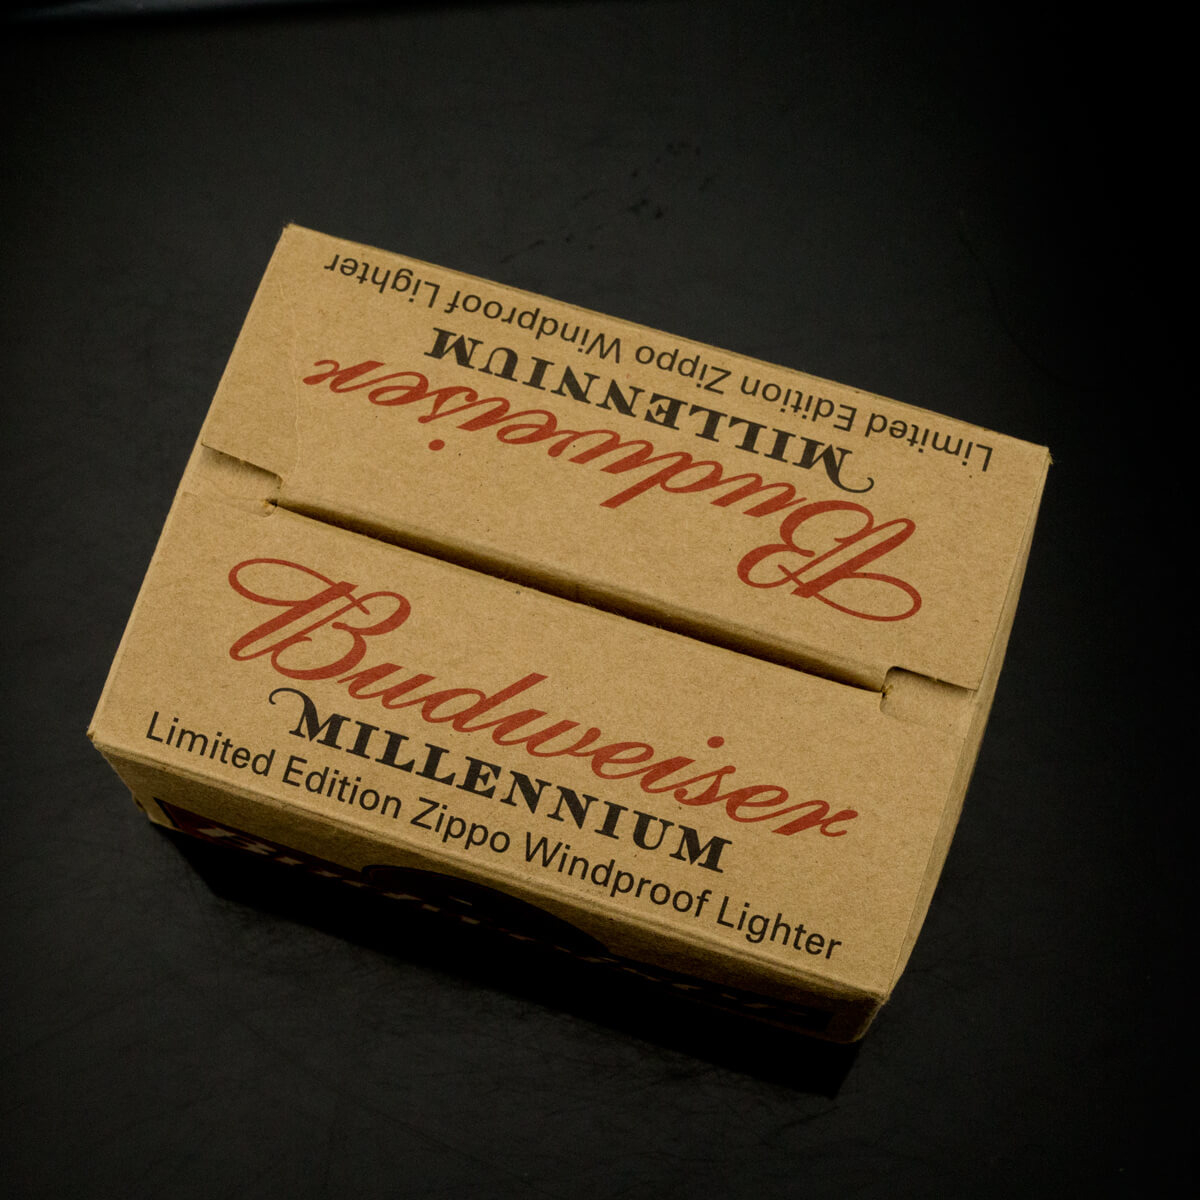 Limited Edition Zippo Windproof Lighter
MILLENNIUM
Budweiser
Budweiser
MILLENNIUM
Limited Edition Zippo Windproof Lighter